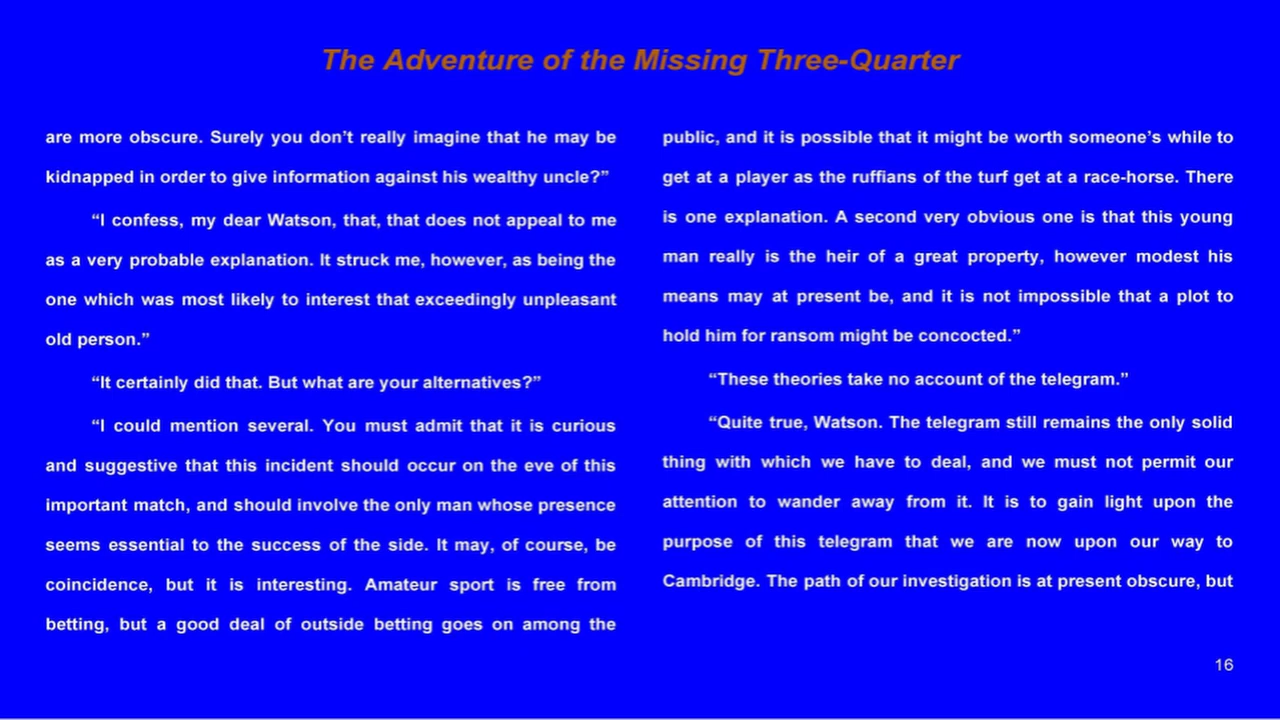 The Adventure of the Missing Three-Quarter
are more obscure. Surely you don’t really imagine that he may be
kidnapped in order to give information against his wealthy uncle?”
“I confess, my dear Watson, that, that does not appeal to me
as a very probable explanation. It struck me, however, as being the
one which was most likely to interest that exceedingly unpleasant
old person.”
“It certainly did that. But what are your alternatives?”
“I could mention several. You must admit that it is curious
and suggestive that this incident should occur on the eve of this
important match, and should involve the only man whose presence
seems essential to the success of the side. It may, of course, be
coincidence, but it is interesting. Amateur sport is free from
betting, but a good deal of outside betting goes on among the
public, and it is possible that it might be worth someone’s while to
get at a player as the ruffians of the turf get at a race-horse. There
is one explanation. A second very obvious one is that this young
man really is the heir of a great property, however modest his
means may at present be, and it is not impossible that a plot to
hold him for ransom might be concocted.”
“These theories take no account of the telegram.”
“Quite true, Watson. The telegram still remains the only solid
thing with which we have to deal, and we must not permit our
attention to wander away from it. It is to gain light upon the
purpose of this telegram that we are now upon our way to
Cambridge. The path of our investigation is at present obscure, but
16